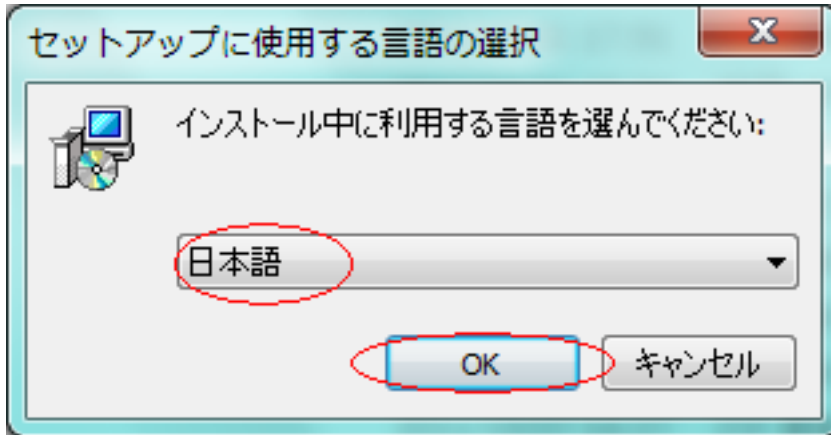 セットアップに使用する言語の選択
インストール中に利用する言語を選んでください:
日本語
OK キャンセル